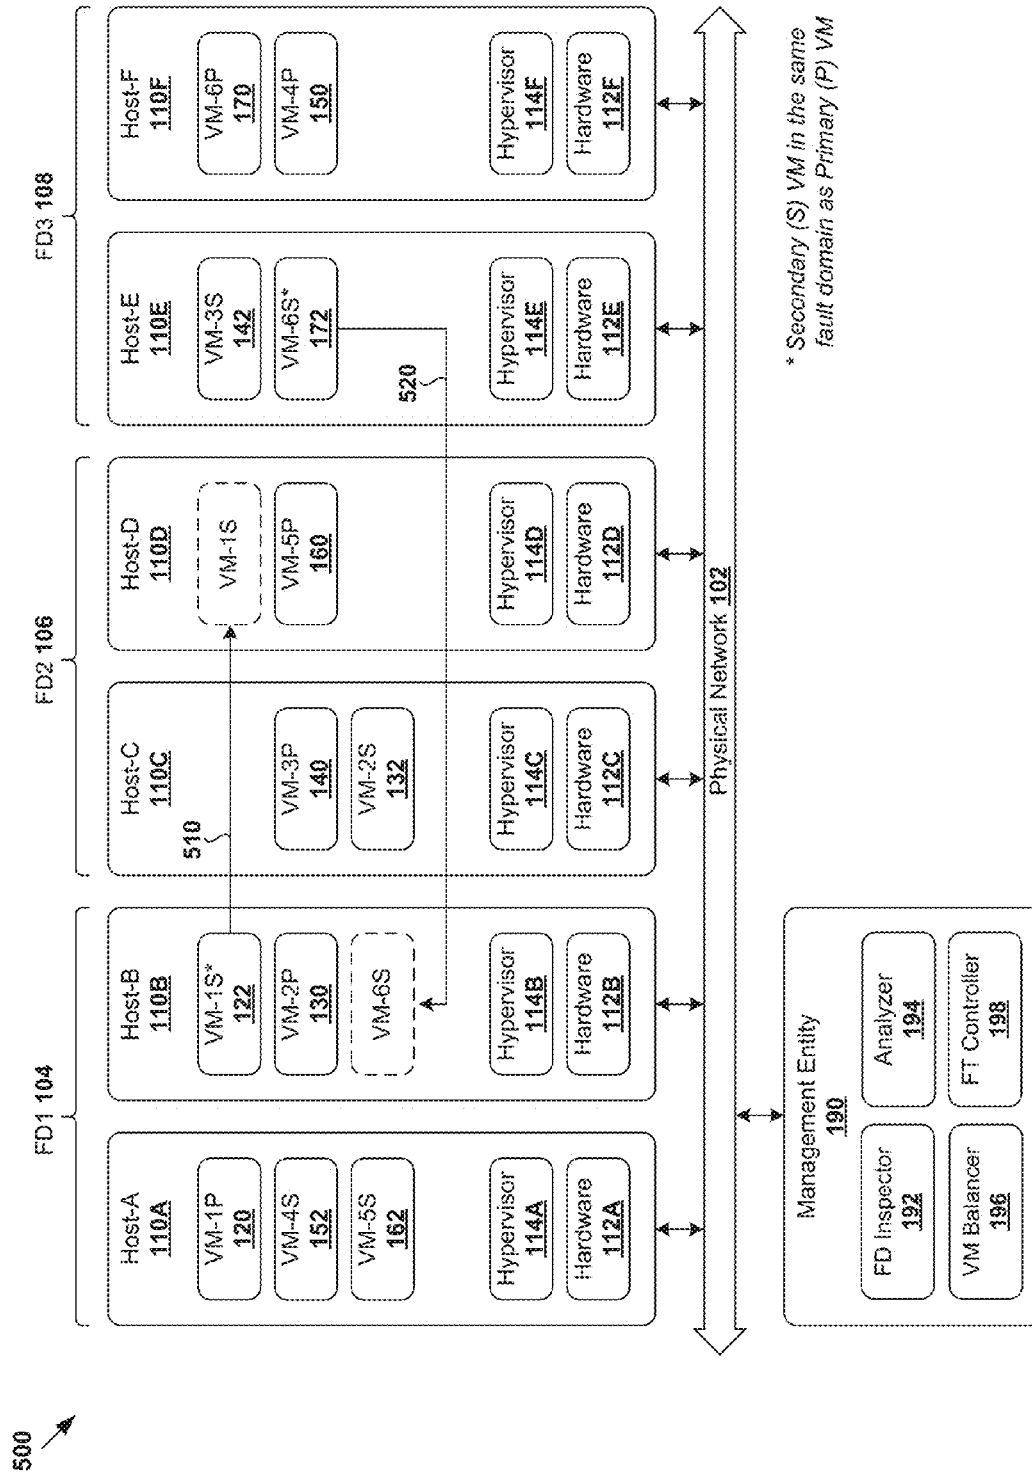 500
FD1 104
FD2 106
FD3 108
Host-A
110A
VM-1P
120
VM-4S
152
VM-5S
162
Hypervisor
114A
Hardware
112A
Host-B
110B
VM-1S*
122
VM-2P
130
VM-6S
Hypervisor
114B
Hardware
112B
510
Host-C
110C
VM-3P
140
VM-2S
132
Hypervisor
114C
Hardware
112C
Host-D
110D
VM-1S
VM-5P
160
Hypervisor
114D
Hardware
112D
520
Host-E
110E
VM-3S
142
VM-6S*
172
Hypervisor
114E
Hardware
112E
Host-F
110F
VM-6P
170
VM-4P
150
Hypervisor
114F
Hardware
112F
Physical Network 102
Management Entity
190
FD Inspector
192
Analyzer
194
VM Balancer
196
FT Controller
198
* Secondary (S) VM in the same
fault domain as Primary (P) VM